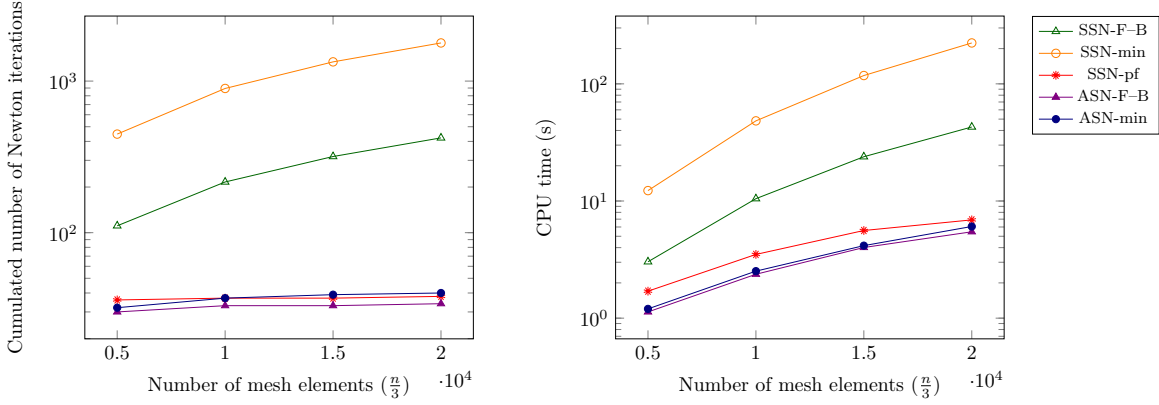 Cumulated number of Newton iterations
10^3
10^2
0.5 1 1.5 2
·10^4
Number of mesh elements (n/3)
CPU time (s)
10^2
10^1
10^0
0.5 1 1.5 2
·10^4
Number of mesh elements (n/3)
SSN-F–B
SSN-min
SSN-pf
ASN-F–B
ASN-min